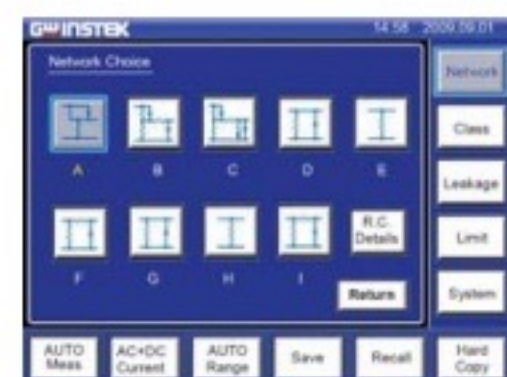 GW INSTEK 14:58 2009.09.01
Network Choice
Network
A B C D E
Class
Leakage
F G H I
R.C.
Details
Limit
Return
System
AUTO
Meas
AC+DC
Current
AUTO
Range
Save
Recall
Hard
Copy